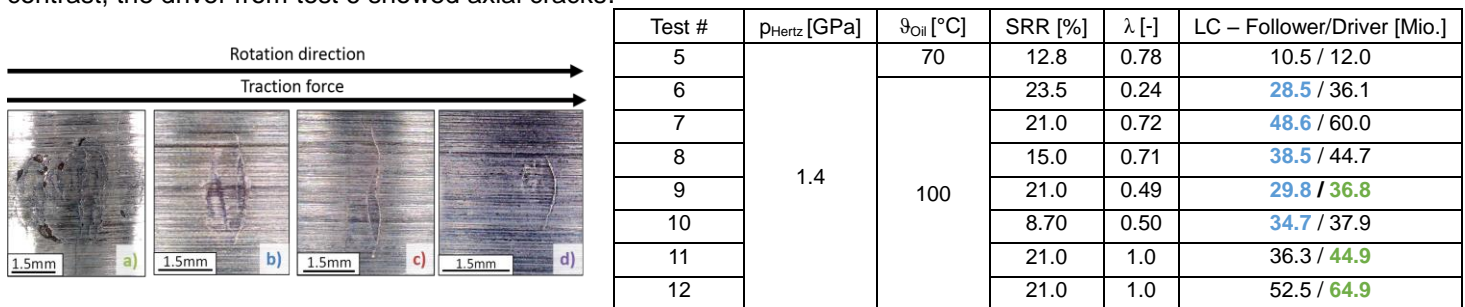 contrast, the driver from test 6 showed axial cracks.
Rotation direction
Traction force
1.5mm a)
1.5mm b)
1.5mm c)
1.5mm d)
Test # pHertz [GPa] ϑOil [°C] SRR [%] λ [-] LC – Follower/Driver [Mio.]
5 1.4 70 12.8 0.78 10.5 / 12.0
6 100 23.5 0.24 28.5 / 36.1
7 21.0 0.72 48.6 / 60.0
8 15.0 0.71 38.5 / 44.7
9 21.0 0.49 29.8 / 36.8
10 8.70 0.50 34.7 / 37.9
11 21.0 1.0 36.3 / 44.9
12 21.0 1.0 52.5 / 64.9